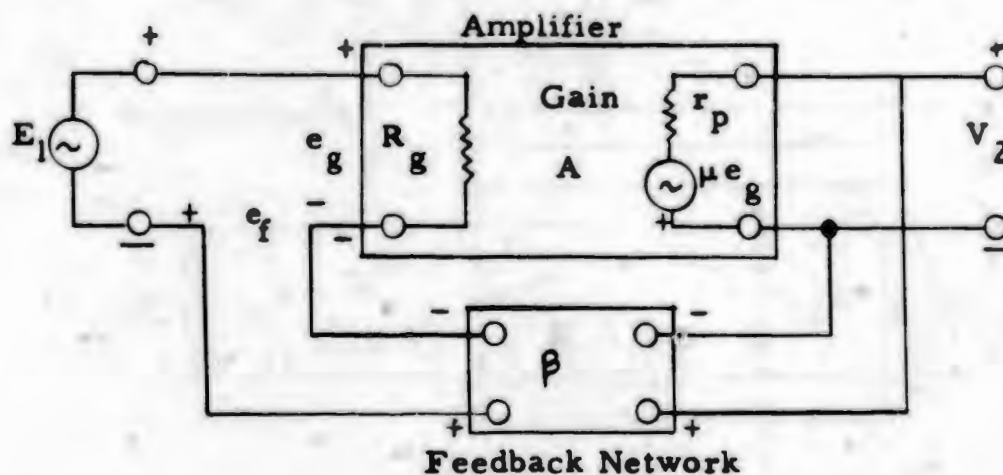 Amplifier
+ + +
E1 eg Rg Gain A rp μeg V2
+ ef − − + −
− − −
β
+ +
Feedback Network